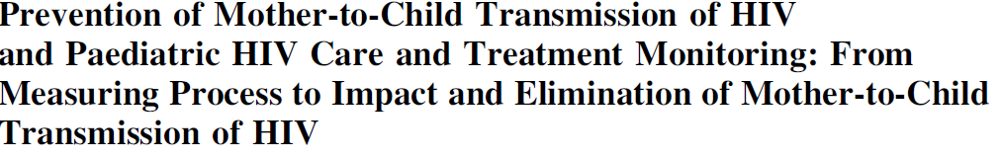 Prevention of Mother-to-Child Transmission of HIV
and Paediatric HIV Care and Treatment Monitoring: From
Measuring Process to Impact and Elimination of Mother-to-Child
Transmission of HIV